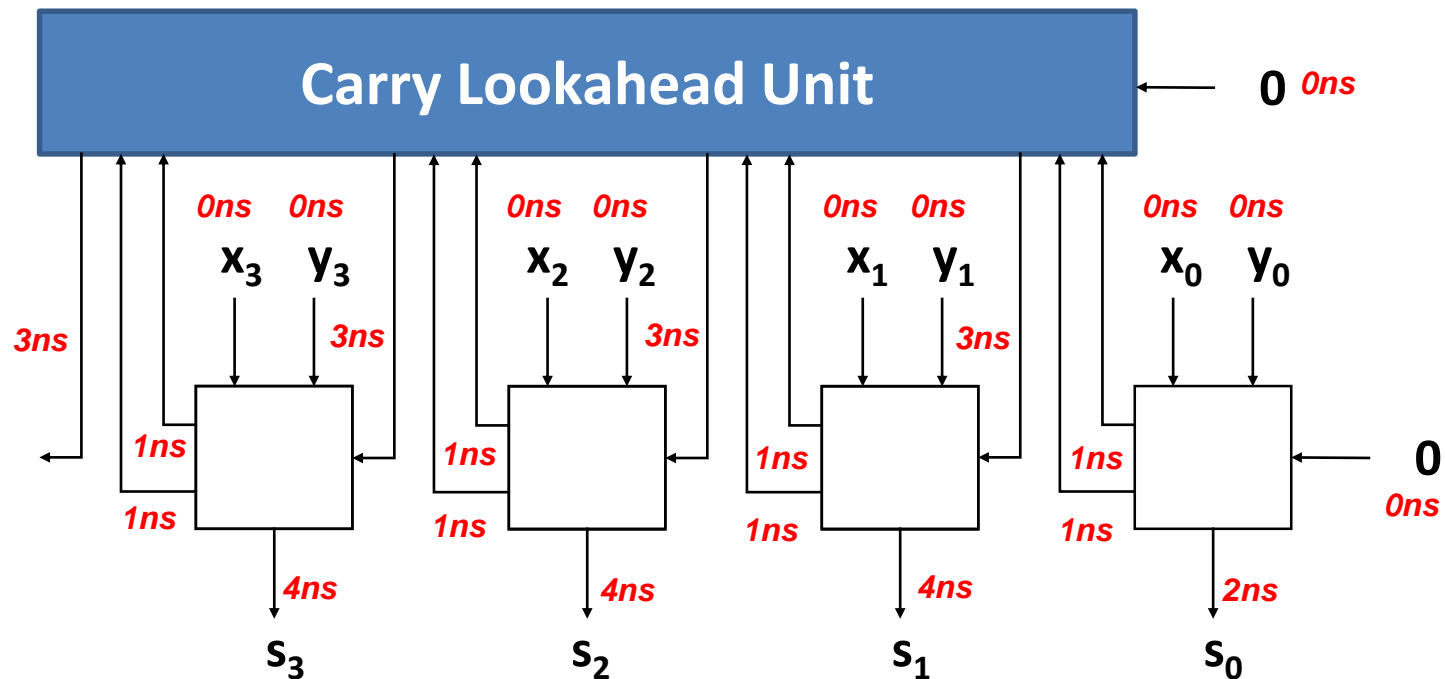 Carry Lookahead Unit
0 0ns
0ns 0ns 0ns 0ns 0ns 0ns 0ns 0ns
x3 y3 x2 y2 x1 y1 x0 y0
3ns 3ns 3ns 3ns
1ns 1ns 1ns 1ns 0
1ns 1ns 1ns 1ns 0ns
4ns 4ns 4ns 2ns
s3 s2 s1 s0